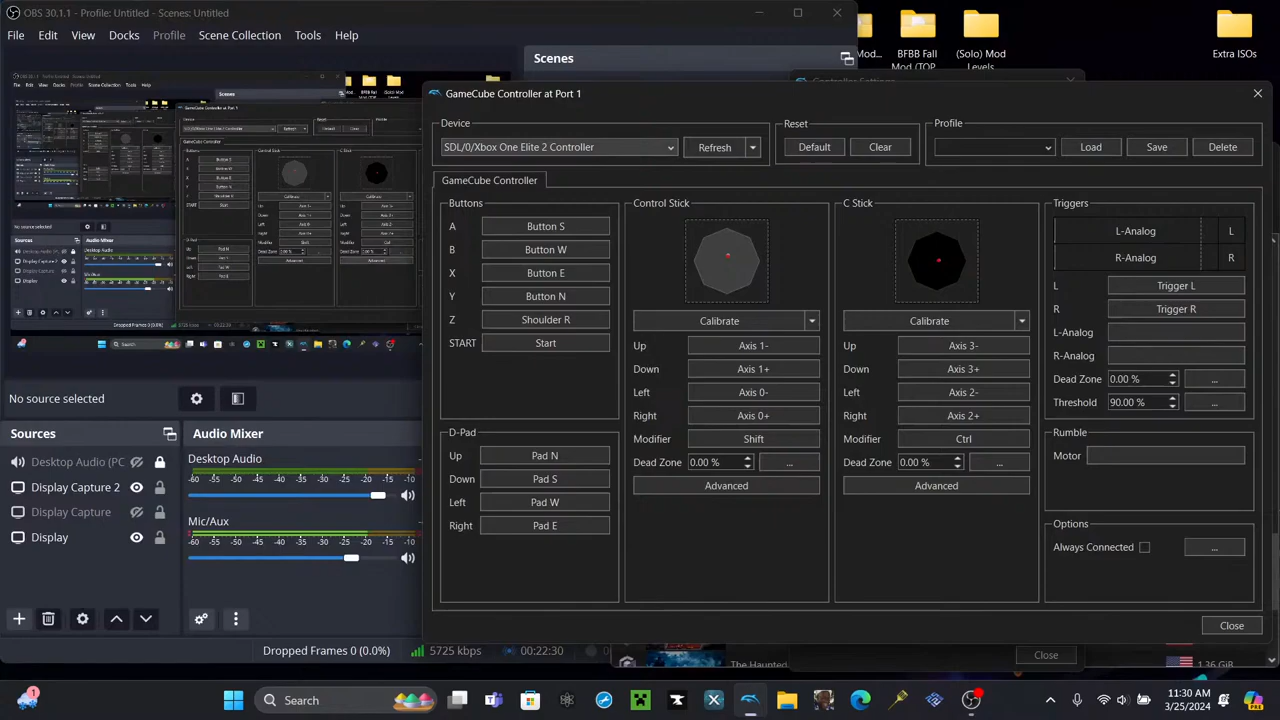 OBS 30.1.1 - Profile: Untitled - Scenes: Untitled
File Edit View Docks Profile Scene Collection Tools Help
Scenes
Mod...
BFBB Fall
Mod (TOP
(Solo) Mod
Levels
Extra ISOs
Controller Settings
GameCube Controller at Port 1
Device
SDL/0/Xbox One Elite 2 Controller
Refresh
Reset
Default
Clear
Profile
Load
Save
Delete
GameCube Controller
Buttons
A Button S
B Button W
X Button E
Y Button N
Z Shoulder R
START Start
D-Pad
Up Pad N
Down Pad S
Left Pad W
Right Pad E
Control Stick
Calibrate
Up Axis 1-
Down Axis 1+
Left Axis 0-
Right Axis 0+
Modifier Shift
Dead Zone 0.00 % ...
Advanced
C Stick
Calibrate
Up Axis 3-
Down Axis 3+
Left Axis 2-
Right Axis 2+
Modifier Ctrl
Dead Zone 0.00 % ...
Advanced
Triggers
L-Analog L
R-Analog R
L Trigger L
R Trigger R
L-Analog
R-Analog
Dead Zone 0.00 % ...
Threshold 90.00 % ...
Rumble
Motor
Options
Always Connected ...
Close
No source selected
Sources
Desktop Audio (PC
Display Capture 2
Display Capture
Display
Audio Mixer
Desktop Audio
-60 -55 -50 -45 -40 -35 -30 -25 -20 -15 -10
Mic/Aux
-60 -55 -50 -45 -40 -35 -30 -25 -20 -15 -10
Dropped Frames 0 (0.0%) 5725 kbps 00:22:30
The Haunted
Close
1.36 GiB
1
Search
11:30 AM
3/25/2024